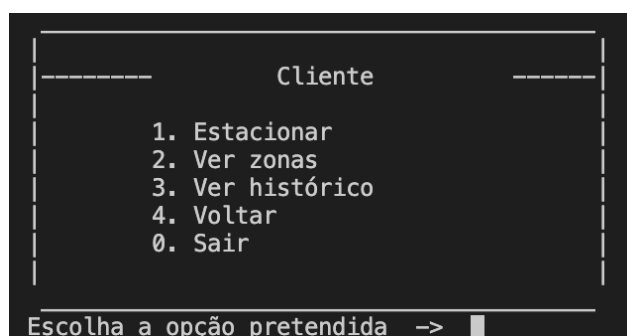 Cliente
1. Estacionar
2. Ver zonas
3. Ver histórico
4. Voltar
0. Sair
Escolha a opção pretendida ->